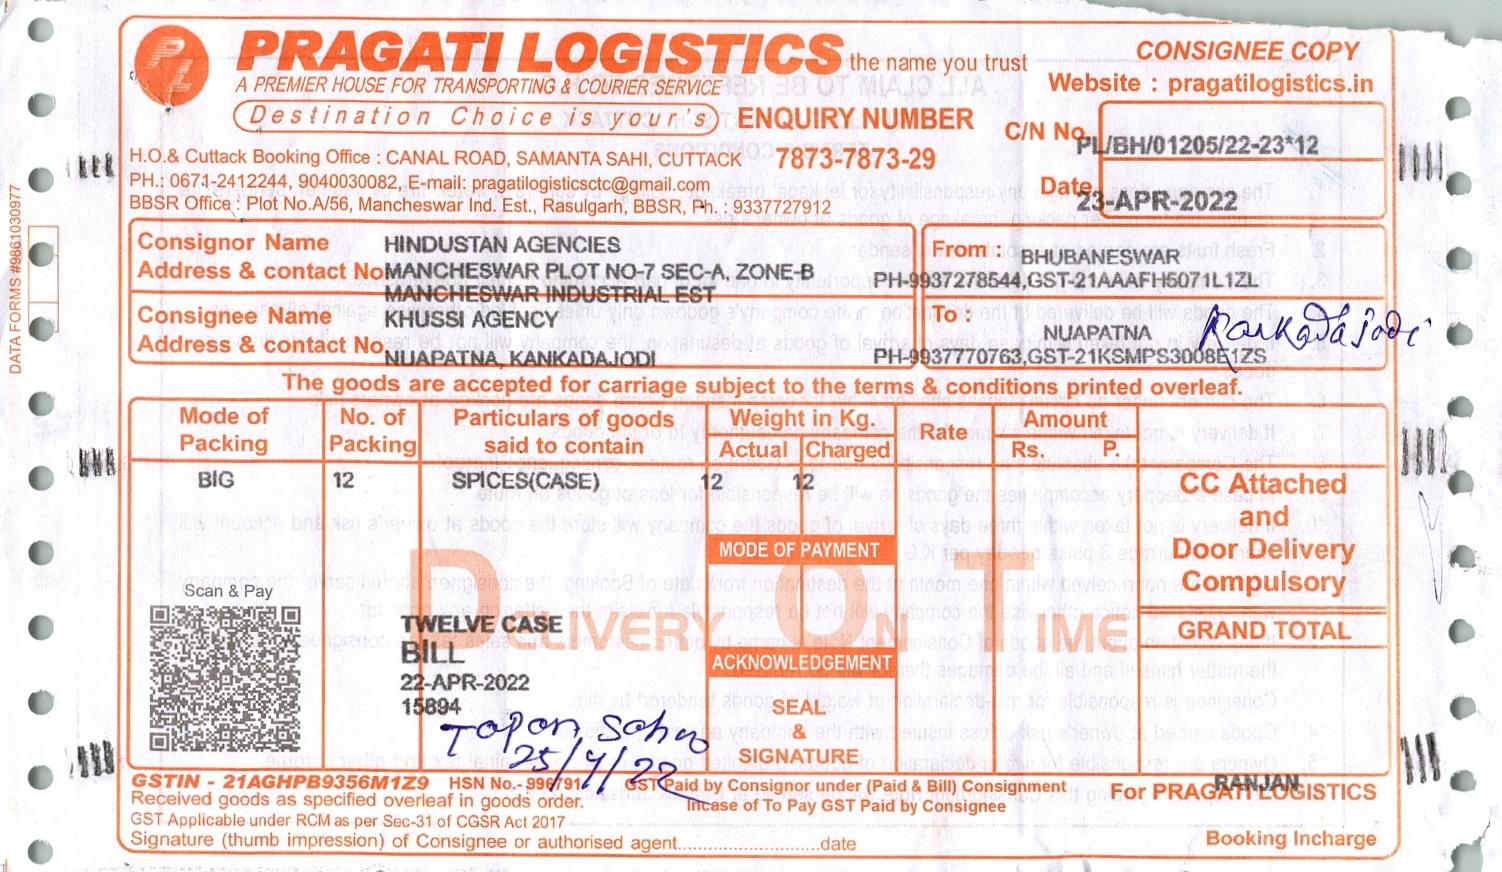 PL
PRAGATI LOGISTICS the name you trust
CONSIGNEE COPY
A PREMIER HOUSE FOR TRANSPORTING & COURIER SERVICE
Website : pragatilogistics.in
Destination Choice is your's
ENQUIRY NUMBER
7873-7873-29
C/N No. PL/BH/01205/22-23*12
Date 23-APR-2022
H.O.& Cuttack Booking Office : CANAL ROAD, SAMANTA SAHI, CUTTACK
PH.: 0671-2412244, 9040030082, E-mail: pragatilogisticsctc@gmail.com
BBSR Office : Plot No.A/56, Mancheswar Ind. Est., Rasulgarh, BBSR, Ph. : 9337727912
DATA FORMS #9861030977
Consignor Name HINDUSTAN AGENCIES
Address & contact No MANCHESWAR PLOT NO-7 SEC-A, ZONE-B
MANCHESWAR INDUSTRIAL EST
From : BHUBANESWAR
PH-9937278544,GST-21AAAFH5071L1ZL
Consignee Name KHUSSI AGENCY
Address & contact No. NUAPATNA, KANKADAJODI
To : NUAPATNA
Kankadajodi
PH-9937770763,GST-21KSMPS3008E1ZS
The goods are accepted for carriage subject to the terms & conditions printed overleaf.
Mode of Packing
No. of Packing
Particulars of goods said to contain
Weight in Kg.
Actual Charged
Rate
Amount
Rs. P.
BIG 12 SPICES(CASE) 12 12
CC Attached
and
Door Delivery
Compulsory
MODE OF PAYMENT
DELIVERY ON TIME
Scan & Pay
TWELVE CASE
BILL
22-APR-2022
15894
GRAND TOTAL
ACKNOWLEDGEMENT
SEAL
&
SIGNATURE
Tapan Sahoo
25/4/22
GSTIN - 21AGHPB9356M1Z9 HSN No.- 996791 GST Paid by Consignor under (Paid & Bill) Consignment
Incase of To Pay GST Paid by Consignee
RANJAN
For PRAGATI LOGISTICS
Received goods as specified overleaf in goods order.
GST Applicable under RCM as per Sec-31 of CGSR Act 2017
Signature (thumb impression) of Consignee or authorised agent..............................date
Booking Incharge